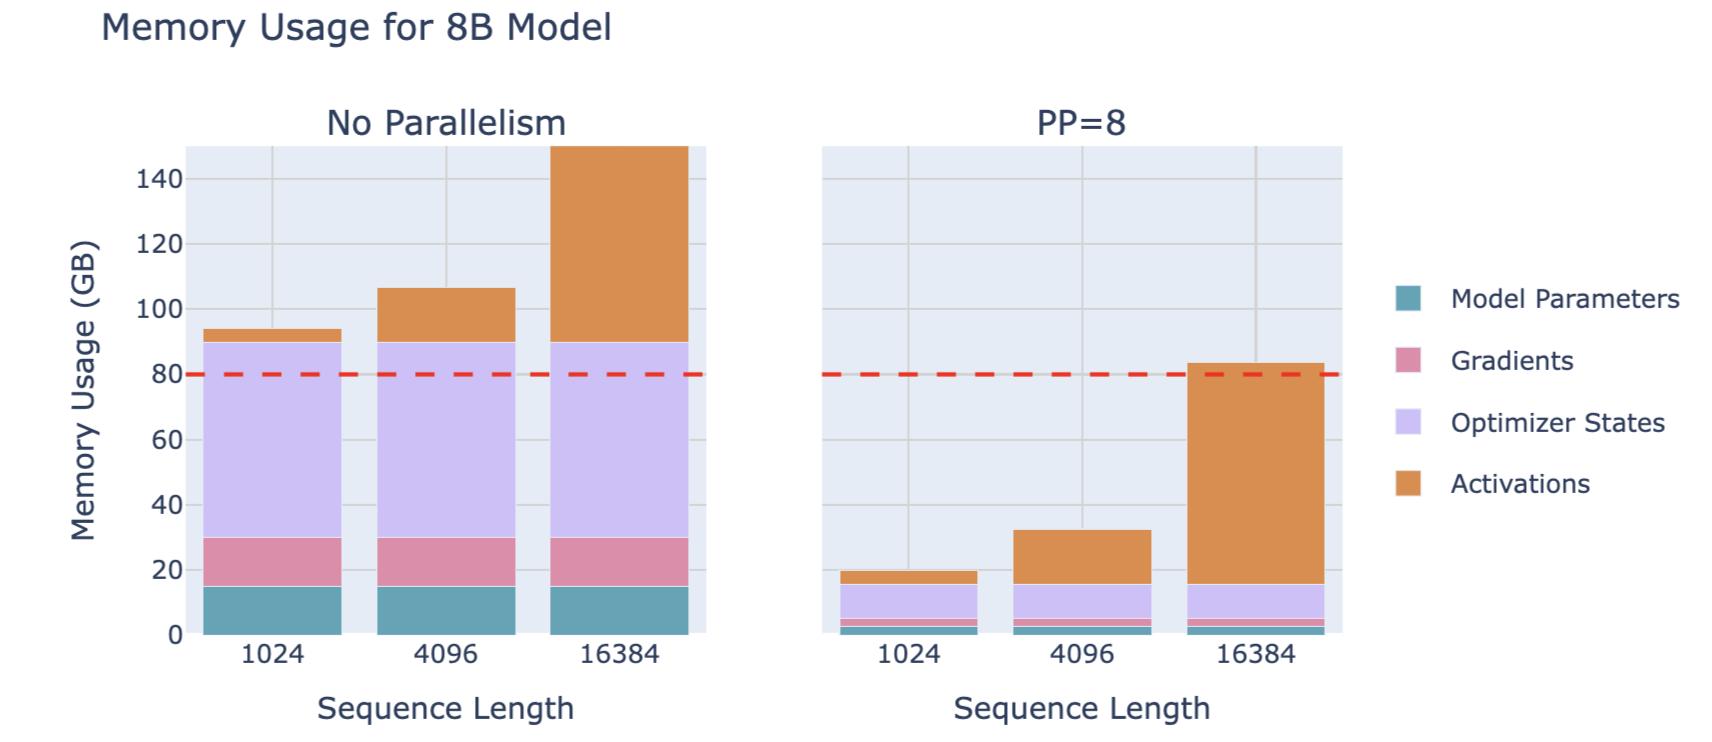 Memory Usage for 8B Model
No Parallelism
PP=8
Memory Usage (GB)
140
120
100
80
60
40
20
0
1024 4096 16384
Sequence Length
1024 4096 16384
Sequence Length
Model Parameters
Gradients
Optimizer States
Activations